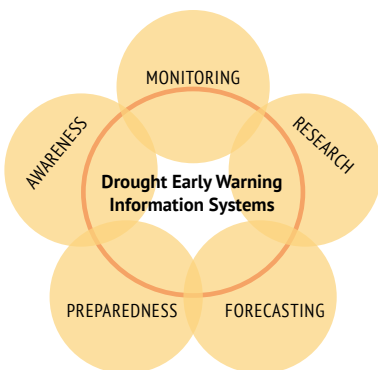 MONITORING
RESEARCH
AWARENESS
Drought Early Warning
Information Systems
PREPAREDNESS
FORECASTING